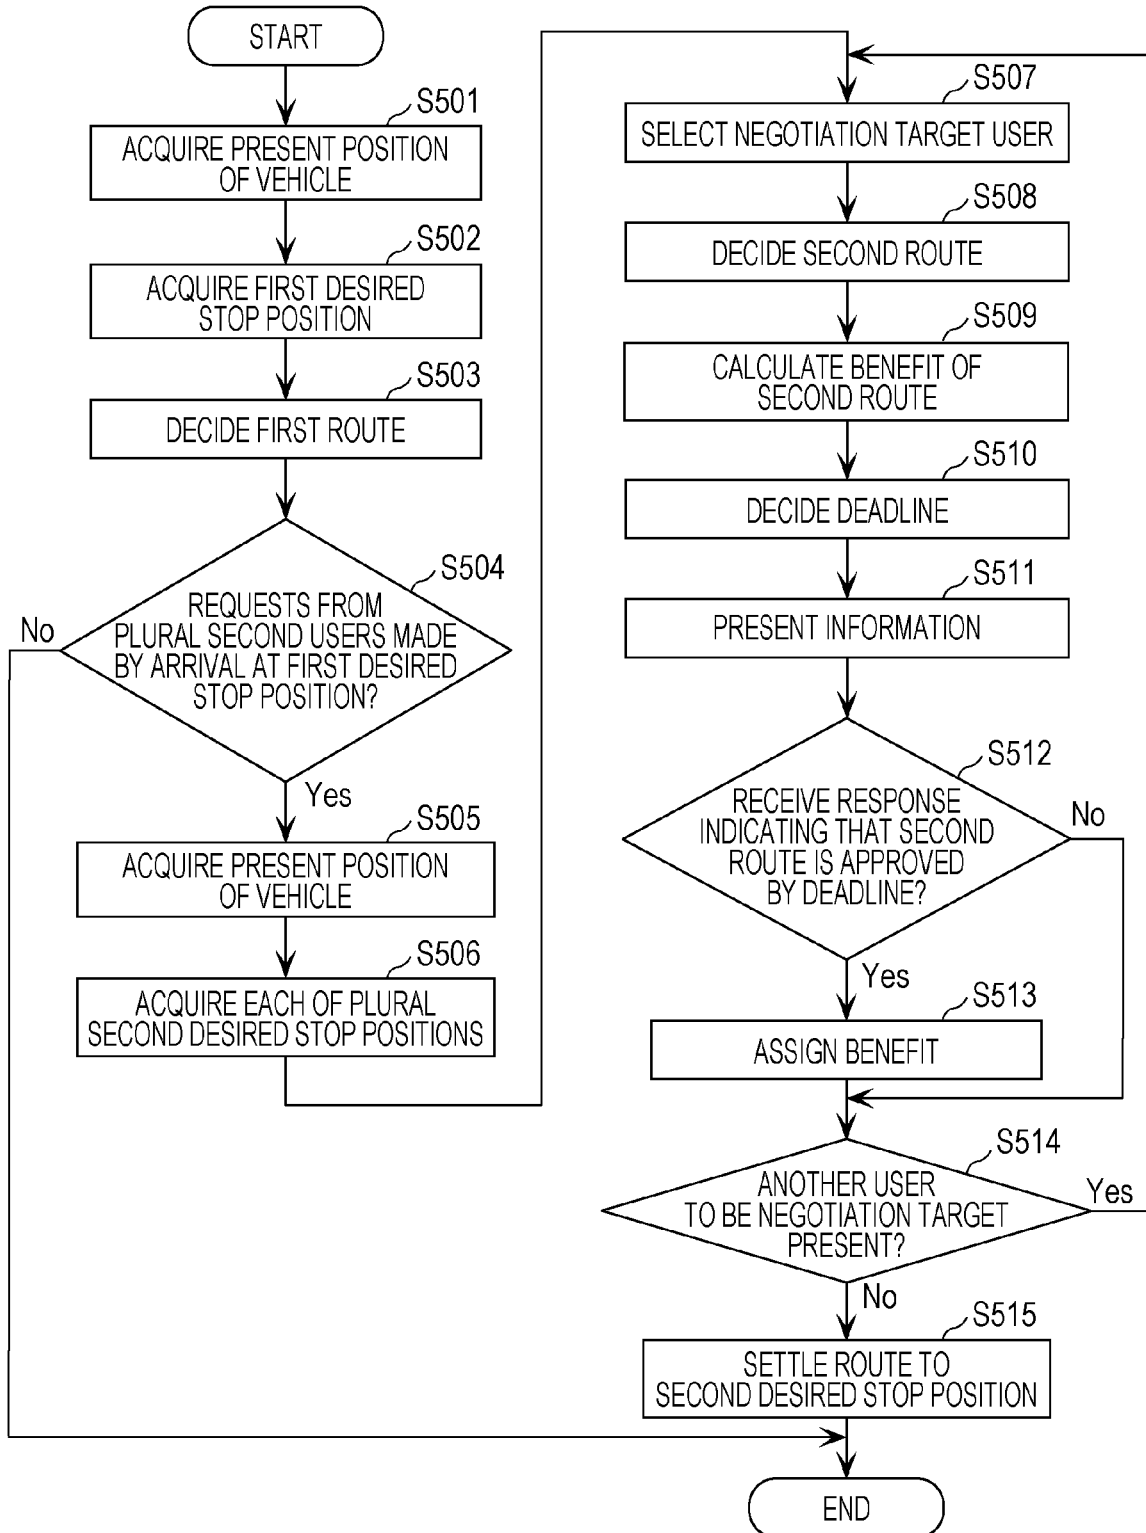 START
S501
ACQUIRE PRESENT POSITION
OF VEHICLE
S502
ACQUIRE FIRST DESIRED
STOP POSITION
S503
DECIDE FIRST ROUTE
S504
REQUESTS FROM
PLURAL SECOND USERS MADE
BY ARRIVAL AT FIRST DESIRED
STOP POSITION?
No
Yes
S505
ACQUIRE PRESENT POSITION
OF VEHICLE
S506
ACQUIRE EACH OF PLURAL
SECOND DESIRED STOP POSITIONS
S507
SELECT NEGOTIATION TARGET USER
S508
DECIDE SECOND ROUTE
S509
CALCULATE BENEFIT OF
SECOND ROUTE
S510
DECIDE DEADLINE
S511
PRESENT INFORMATION
S512
RECEIVE RESPONSE
INDICATING THAT SECOND
ROUTE IS APPROVED
BY DEADLINE?
No
Yes
S513
ASSIGN BENEFIT
S514
ANOTHER USER
TO BE NEGOTIATION TARGET
PRESENT?
Yes
No
S515
SETTLE ROUTE TO
SECOND DESIRED STOP POSITION
END